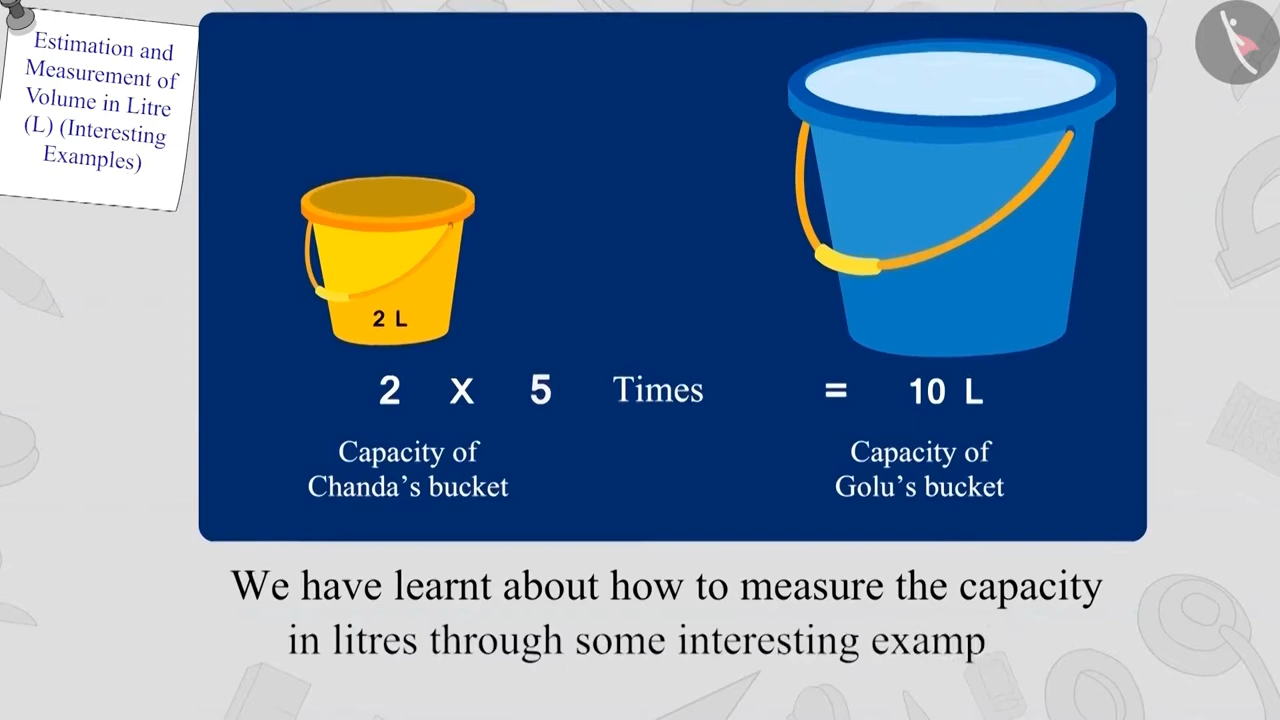 Estimation and
Measurement of
Volume in Litre
(L) (Interesting
Examples)
2 L
2 X 5 Times = 10 L
Capacity of
Chanda's bucket
Capacity of
Golu's bucket
We have learnt about how to measure the capacity
in litres through some interesting examp